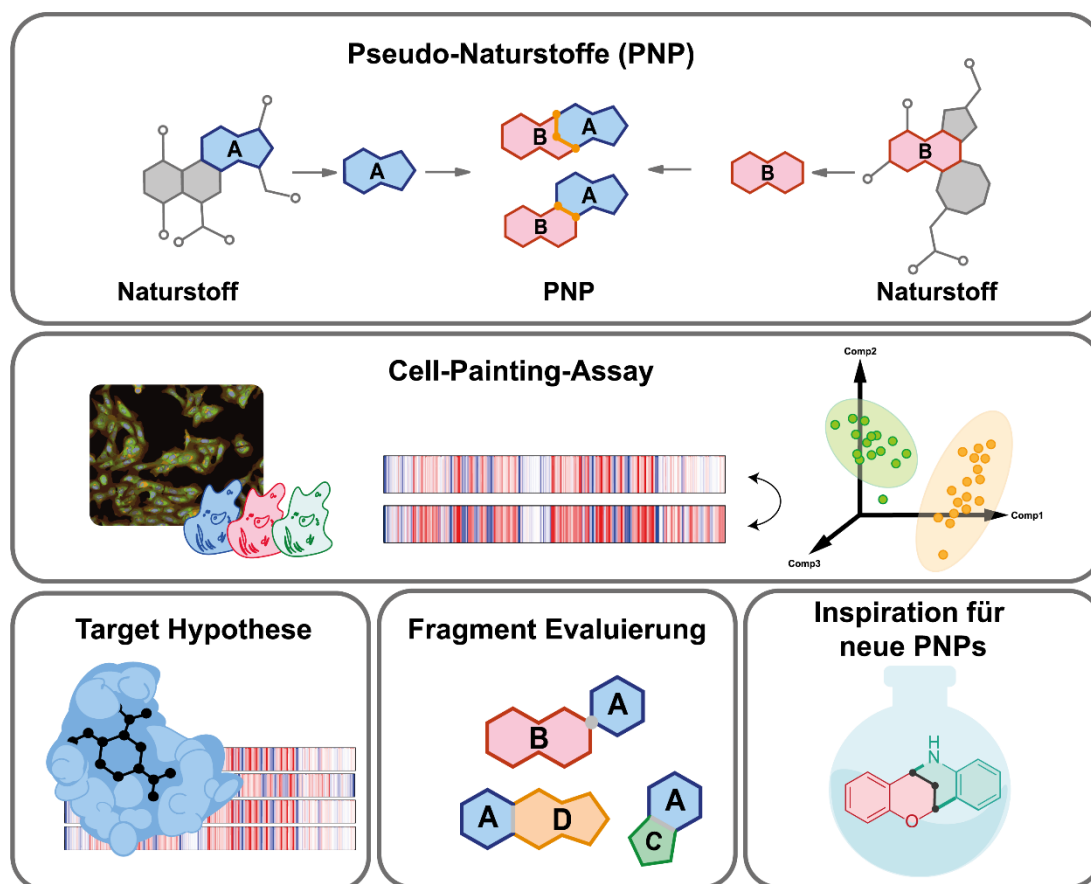 Pseudo-Naturstoffe (PNP)
A
A
B
A
B
A
B
B
Naturstoff
PNP
Naturstoff
Cell-Painting-Assay
Comp2
Comp1
Comp3
Target Hypothese
Fragment Evaluierung
A
B
A
D
A
C
Inspiration für
neue PNPs
H
N
O